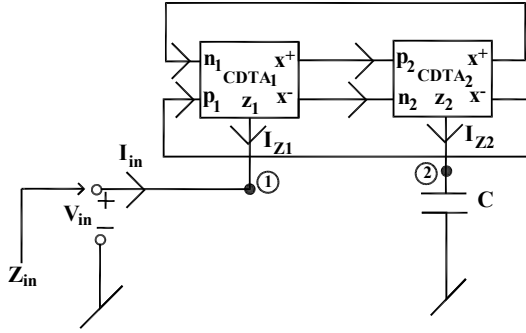 n1 x+
CDTA1
p1 z1 x-
p2 x+
CDTA2
n2 z2 x-
IZ1
IZ2
Iin
1
2
+
Vin
−
C
Zin